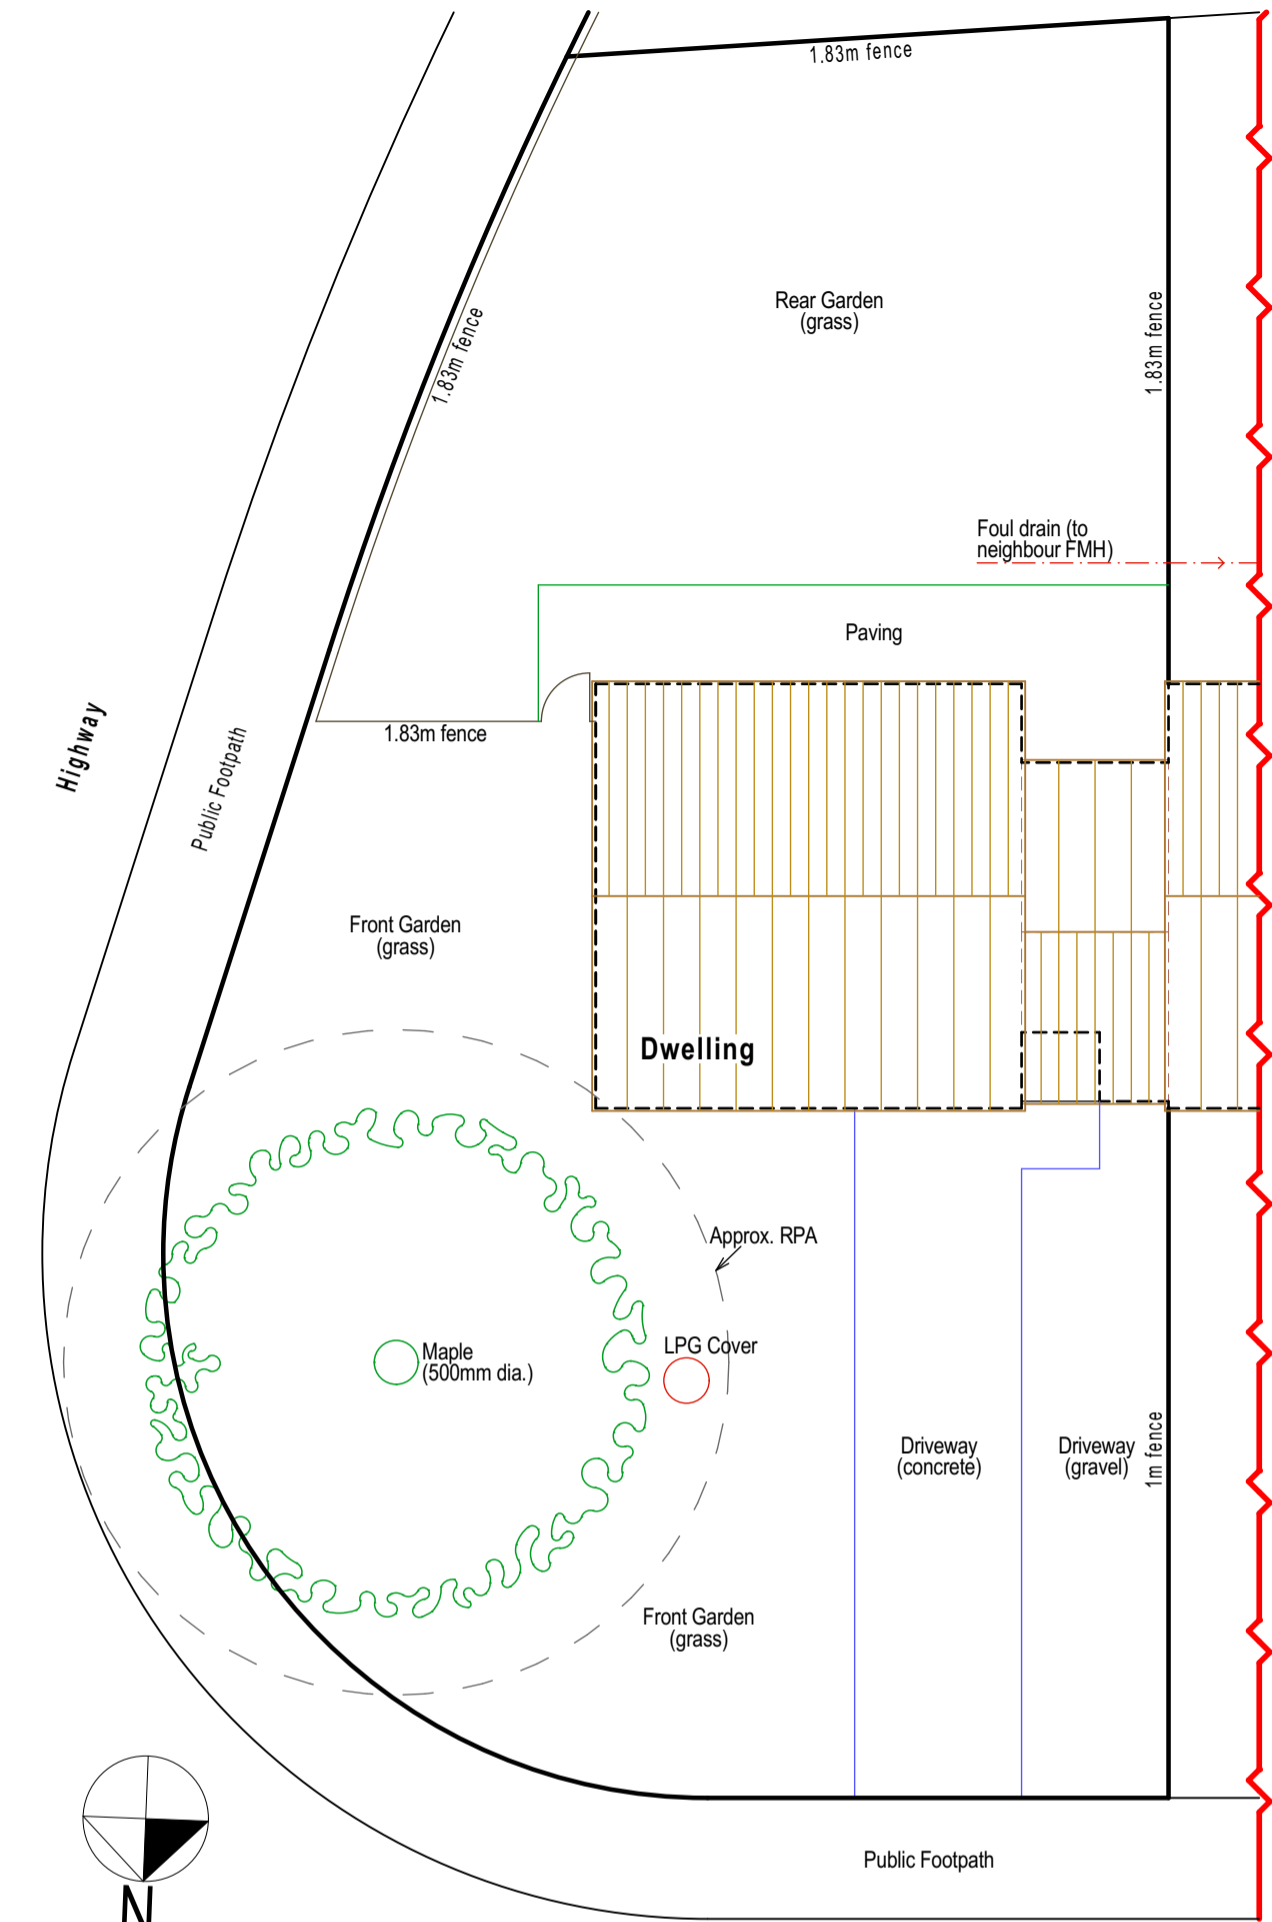 1.83m fence
Rear Garden
(grass)
1.83m fence
1.83m fence
Foul drain (to
neighbour FMH)
Paving
1.83m fence
Highway
Public Footpath
Front Garden
(grass)
Dwelling
Approx. RPA
LPG Cover
Maple
(500mm dia.)
Driveway
(concrete)
Driveway
(gravel)
1m fence
Front Garden
(grass)
Public Footpath
N